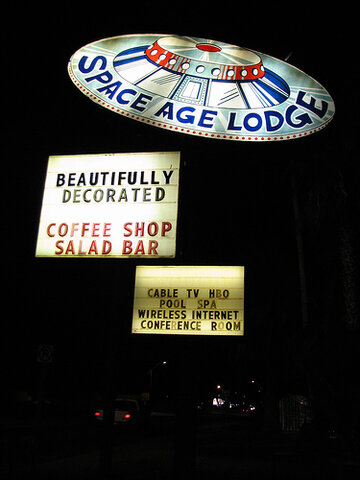 SPACE AGE LODGE
BEAUTIFULLY
DECORATED
COFFEE SHOP
SALAD BAR
CABLE TV HBO
POOL SPA
WIRELESS INTERNET
CONFERENCE ROOM